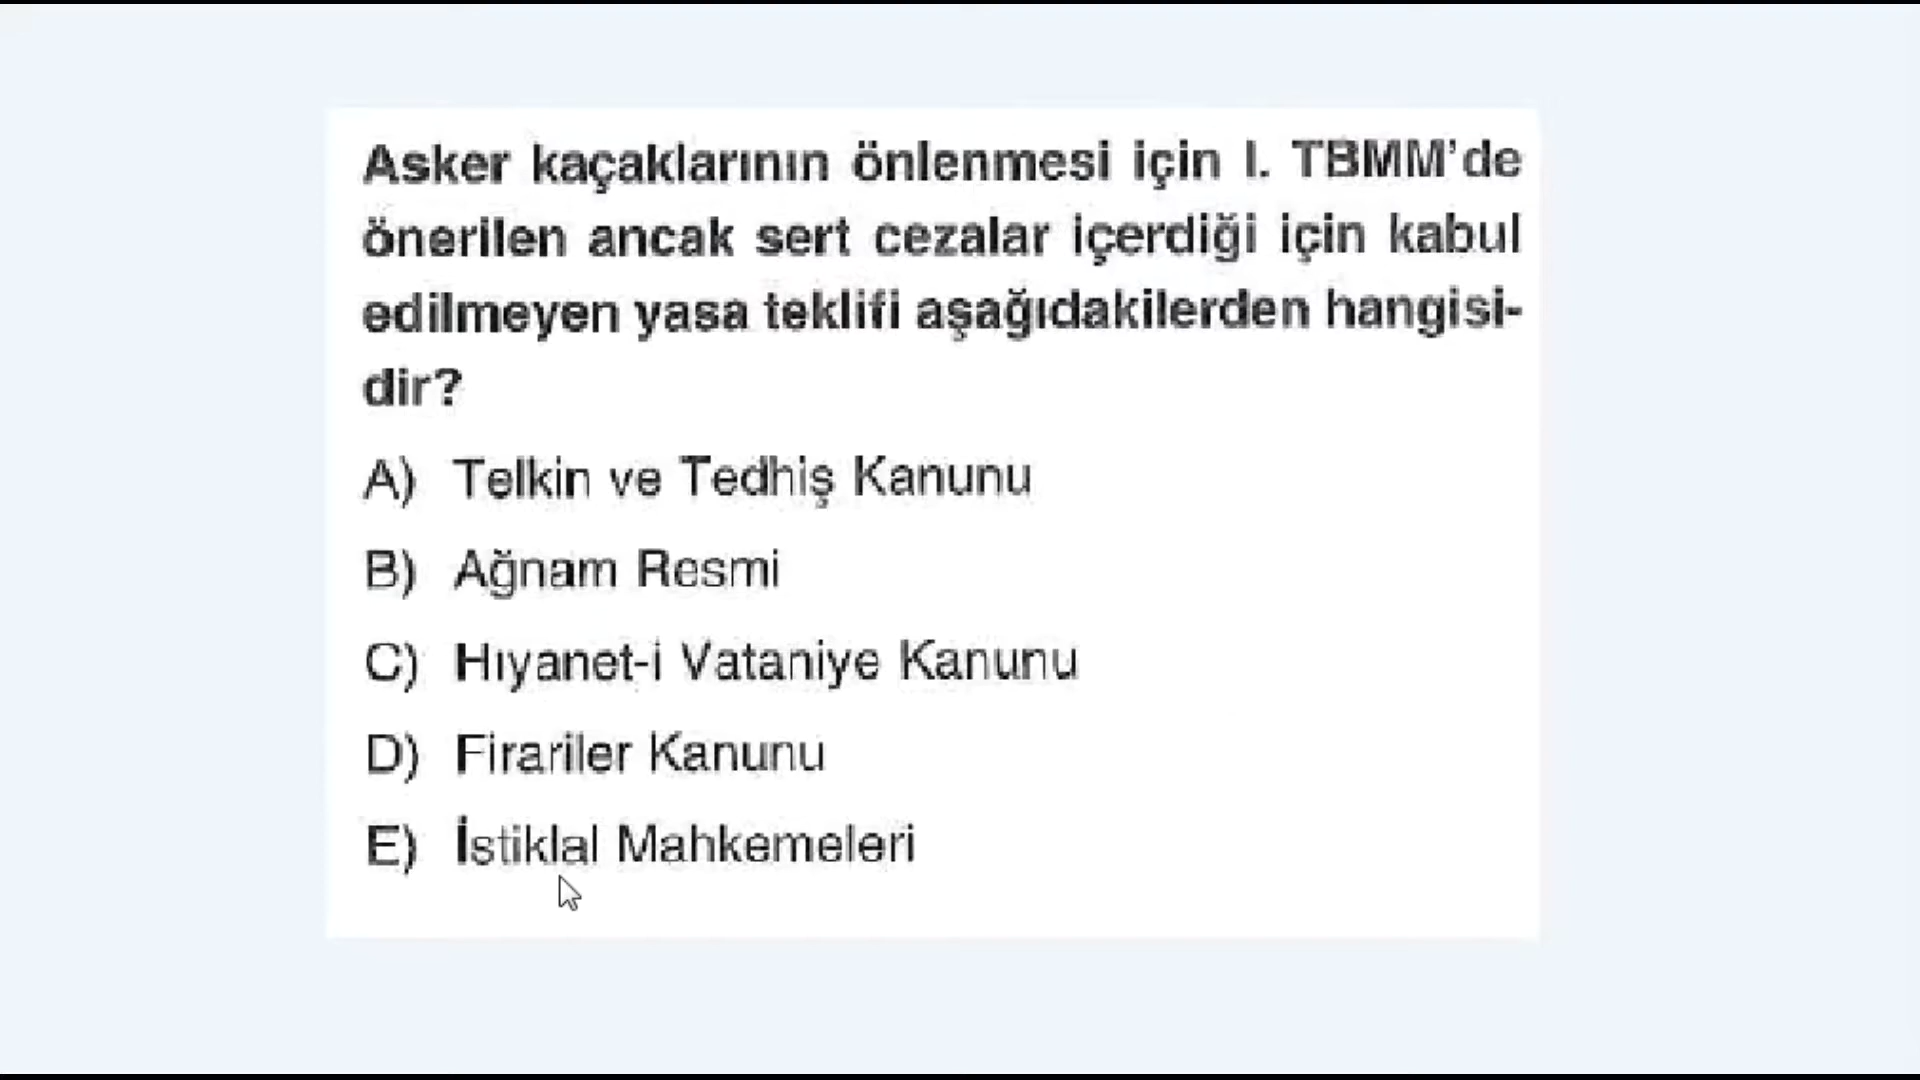 Asker kaçaklarının önlenmesi için I. TBMM'de
önerilen ancak sert cezalar içerdiği için kabul
edilmeyen yasa teklifi aşağıdakilerden hangisi-
dir?
A) Telkin ve Tedhiş Kanunu
B) Ağnam Resmi
C) Hıyanet-i Vataniye Kanunu
D) Firariler Kanunu
E) İstiklal Mahkemeleri